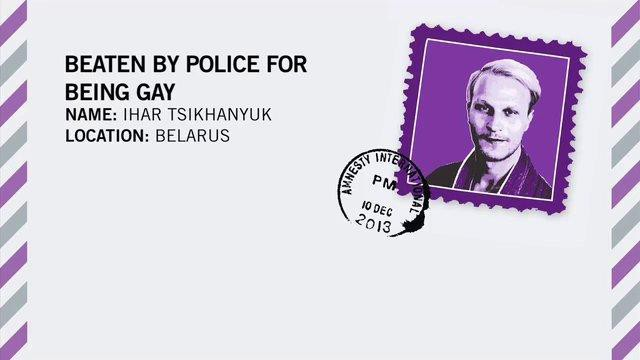 BEATEN BY POLICE FOR
BEING GAY
NAME: IHAR TSIKHANYUK
LOCATION: BELARUS
AMNESTY INTERNATIONAL
PM
10 DEC
2013